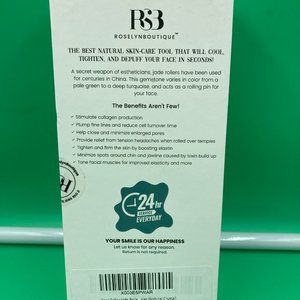 RSB
ROSELYNBOUTIQUE™
THE BEST NATURAL SKIN-CARE TOOL THAT WILL COOL,
TIGHTEN, AND DEPUFF YOUR FACE IN SECONDS!
A secret weapon of estheticians, jade rollers have been used
for centuries in China. This gemstone varies in color from a
pale green to a deep turquoise, and acts as a rolling pin for
your face.
The Benefits Aren't Few!
✓ Stimulate collagen production
✓ Plump fine lines and reduce cell turnover time
✓ Help close and minimize enlarged pores
✓ Provide relief from tension headaches when rolled over temples
✓ Tighten and firm the skin by boosting elastin
✓ Minimize spots around chin and jawline caused by toxin build up
✓ Tone facial muscles for improved elasticity and more
24hr
SERVICE
EVERYDAY
YOUR SMILE IS OUR HAPPINESS
Let us know for any reason.
Return is not required.